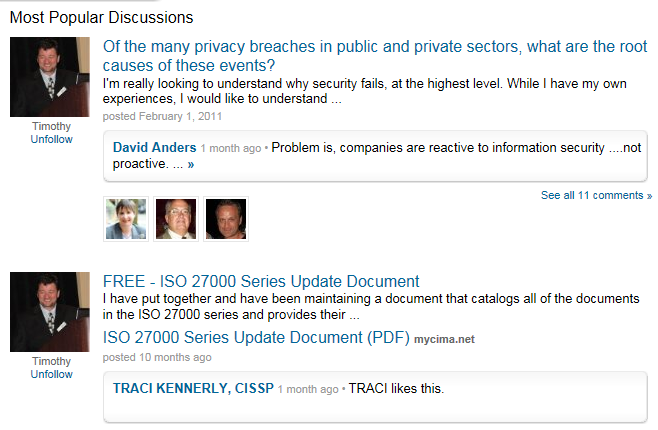 Most Popular Discussions
Of the many privacy breaches in public and private sectors, what are the root
causes of these events?
I'm really looking to understand why security fails, at the highest level. While I have my own
experiences, I would like to understand ...
posted February 1, 2011
Timothy
Unfollow
David Anders 1 month ago • Problem is, companies are reactive to information security ....not
proactive. ... »
See all 11 comments »
FREE - ISO 27000 Series Update Document
I have put together and have been maintaining a document that catalogs all of the documents
in the ISO 27000 series and provides their ...
ISO 27000 Series Update Document (PDF) mycima.net
posted 10 months ago
Timothy
Unfollow
TRACI KENNERLY, CISSP 1 month ago • TRACI likes this.